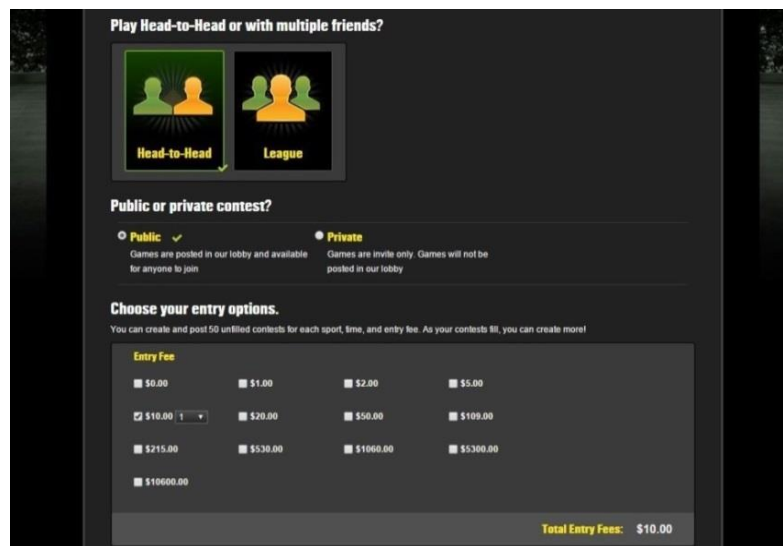 Play Head-to-Head or with multiple friends?
Head-to-Head League
Public or private contest?
Public Private
Games are posted in our lobby and available Games are invite only. Games will not be
for anyone to join posted in our lobby
Choose your entry options.
You can create and post 50 unfilled contests for each sport, time, and entry fee. As your contests fill, you can create more!
Entry Fee
$0.00 $1.00 $2.00 $5.00
$10.00 1 $20.00 $50.00 $109.00
$215.00 $530.00 $1060.00 $5300.00
$10600.00
Total Entry Fees: $10.00